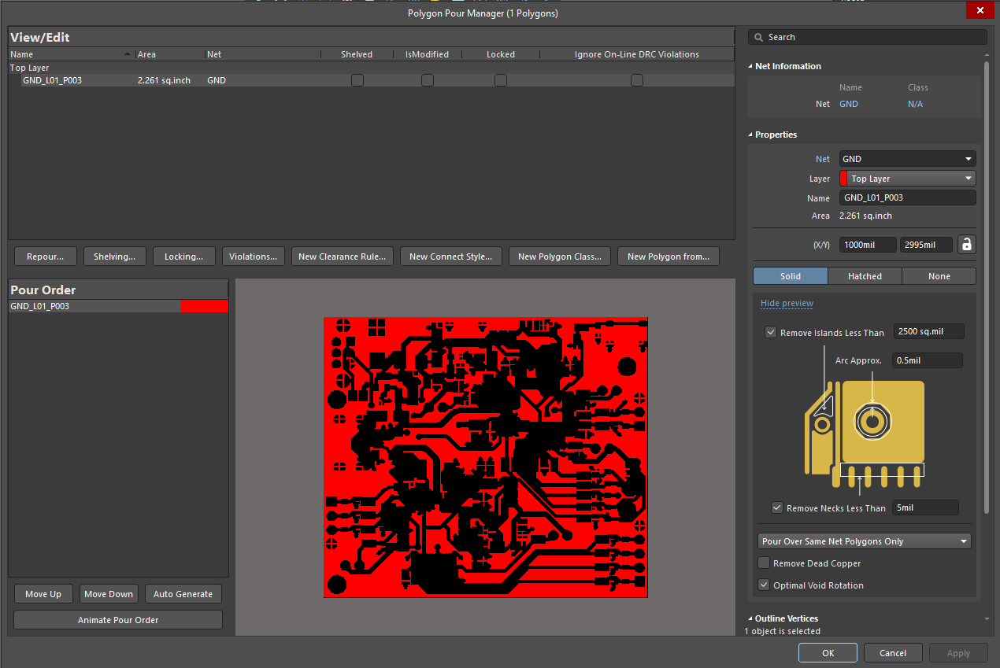 Polygon Pour Manager (1 Polygons)
View/Edit
Name Area Net Shelved IsModified Locked Ignore On-Line DRC Violations
Top Layer
GND_L01_P003 2.261 sq.inch GND
Repour... Shelving... Locking... Violations... New Clearance Rule... New Connect Style... New Polygon Class... New Polygon from...
Pour Order
GND_L01_P003
Move Up Move Down Auto Generate
Animate Pour Order
Search
Net Information
Name Class
Net GND N/A
Properties
Net GND
Layer Top Layer
Name GND_L01_P003
Area 2.261 sq.inch
(X/Y) 1000mil 2995mil
Solid Hatched None
Hide preview
Remove Islands Less Than 2500 sq.mil
Arc Approx. 0.5mil
Remove Necks Less Than 5mil
Pour Over Same Net Polygons Only
Remove Dead Copper
Optimal Void Rotation
Outline Vertices
1 object is selected
OK Cancel Apply